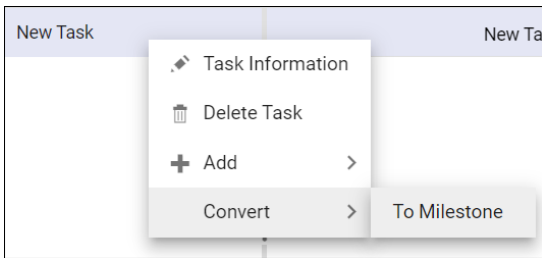 New Task
New Ta
Task Information
Delete Task
Add
Convert
To Milestone